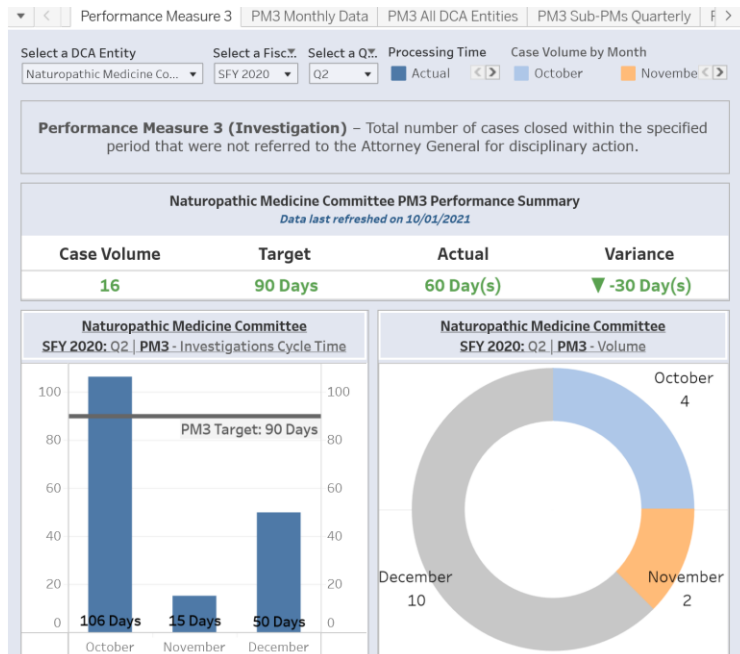 Performance Measure 3
PM3 Monthly Data
PM3 All DCA Entities
PM3 Sub-PMs Quarterly
Select a DCA Entity
Select a Fisc..
Select a Q..
Processing Time
Case Volume by Month
Naturopathic Medicine Co...
SFY 2020
Q2
Actual
October
Novembe
Performance Measure 3 (Investigation) – Total number of cases closed within the specified
period that were not referred to the Attorney General for disciplinary action.
Naturopathic Medicine Committee PM3 Performance Summary
Data last refreshed on 10/01/2021
Case Volume Target Actual Variance
16 90 Days 60 Day(s) ▼ -30 Day(s)
Naturopathic Medicine Committee
SFY 2020: Q2 | PM3 - Investigations Cycle Time
100 100
PM3 Target: 90 Days
80 80
60 60
40 40
20 20
0 106 Days 15 Days 50 Days 0
October November December
Naturopathic Medicine Committee
SFY 2020: Q2 | PM3 - Volume
October
4
December
10
November
2